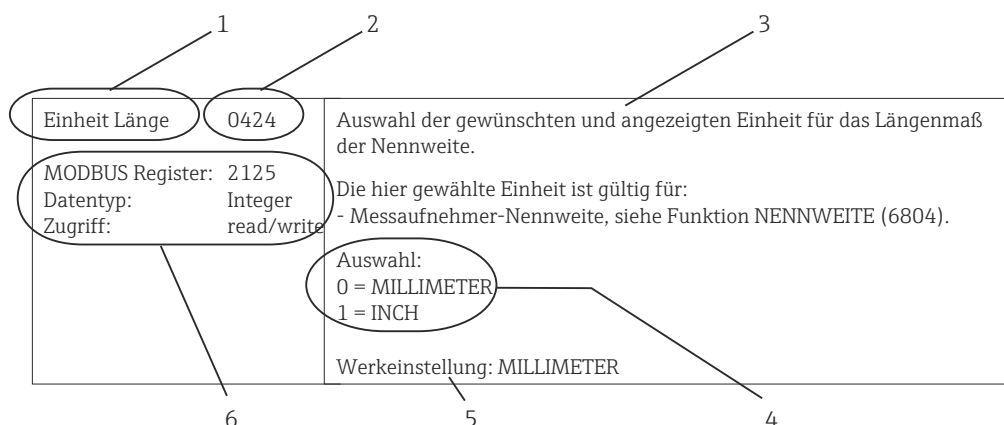 1 2 3
Einheit Länge 0424
MODBUS Register: 2125
Datentyp: Integer
Zugriff: read/write
Auswahl der gewünschten und angezeigten Einheit für das Längenmaß
der Nennweite.
Die hier gewählte Einheit ist gültig für:
- Messaufnehmer-Nennweite, siehe Funktion NENNWEITE (6804).
Auswahl:
0 = MILLIMETER
1 = INCH
Werkeinstellung: MILLIMETER
6 5 4